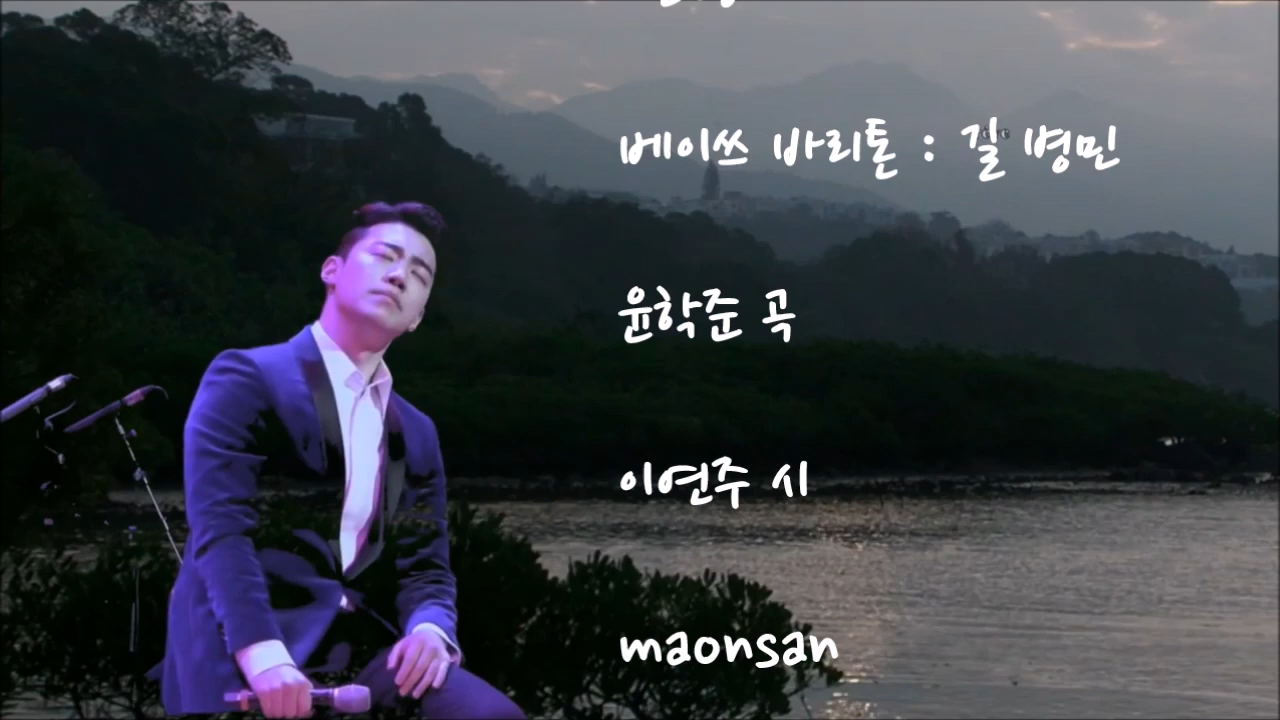 베이쓰 바리톤 : 길 병민
윤학준 곡
이연주 시
maonsan